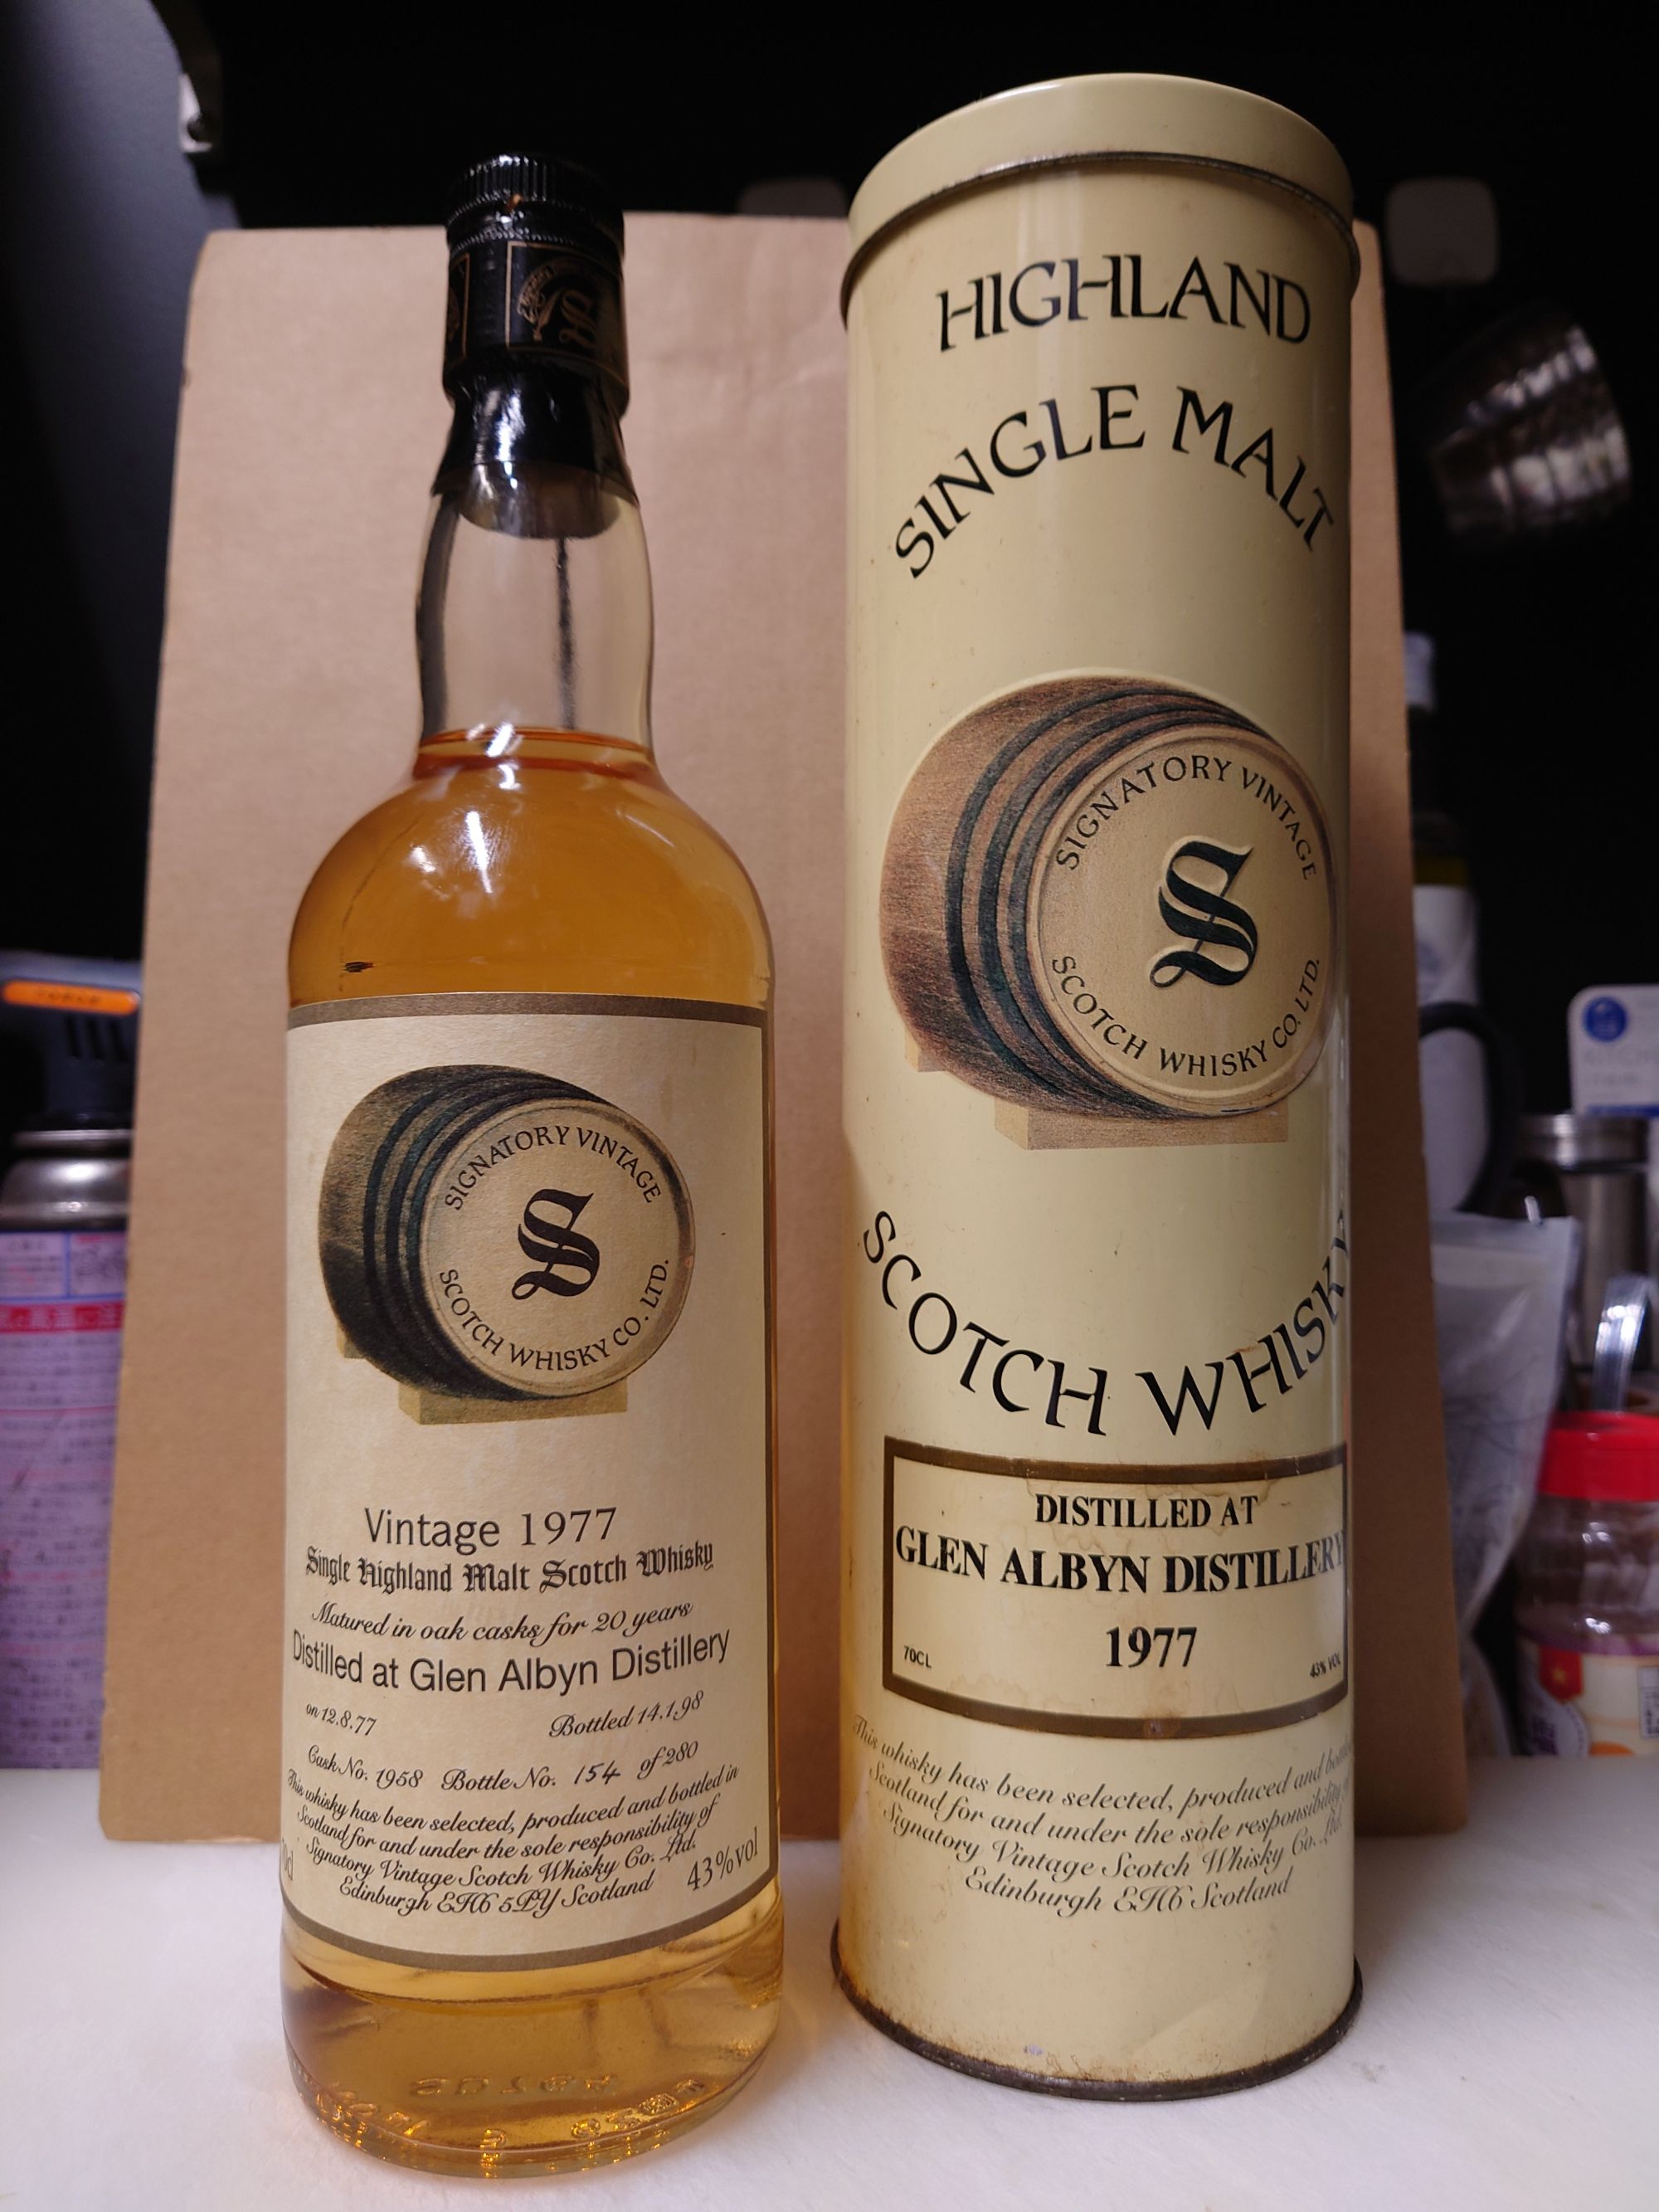 SIGNATORY VINTAGE
S
SCOTCH WHISKY CO. LTD.
Vintage 1977
Single Highland Malt Scotch Whisky
Matured in oak casks for 20 years
Distilled at Glen Albyn Distillery
on 12.8.77 Bottled 14.1.98
Cask No. 1958 Bottle No. 154 of 280
This whisky has been selected, produced and bottled in
Scotland for and under the sole responsibility of
Signatory Vintage Scotch Whisky Co. Ltd.
Edinburgh EH6 5PY Scotland
43%vol
HIGHLAND
SINGLE MALT
SIGNATORY VINTAGE
S
SCOTCH WHISKY CO. LTD.
SCOTCH WHISKY
DISTILLED AT
GLEN ALBYN DISTILLERY
1977
70CL 43% VOL
This whisky has been selected, produced and
Scotland for and under the sole responsibility
Signatory Vintage Scotch Whisky Co. Ltd.
Edinburgh EH6 Scotland